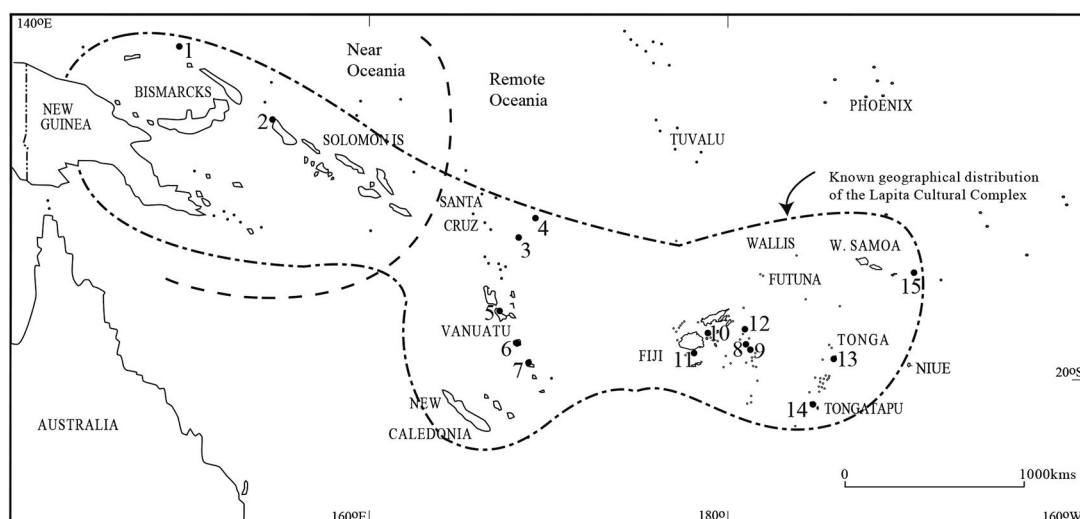 140ºE
1
Near
Oceania
Remote
Oceania
BISMARCKS
PHOENIX
NEW
GUINEA
2
SOLOMON IS
TUVALU
Known geographical distribution
of the Lapita Cultural Complex
SANTA
CRUZ
4
3
WALLIS
W. SAMOA
FUTUNA
15
5
VANUATU
10
12
6
FIJI
11
8
9
TONGA
13
7
NIUE
20ºS
NEW
CALEDONIA
14
TONGATAPU
AUSTRALIA
0
1000kms
160ºE
180º
160ºW